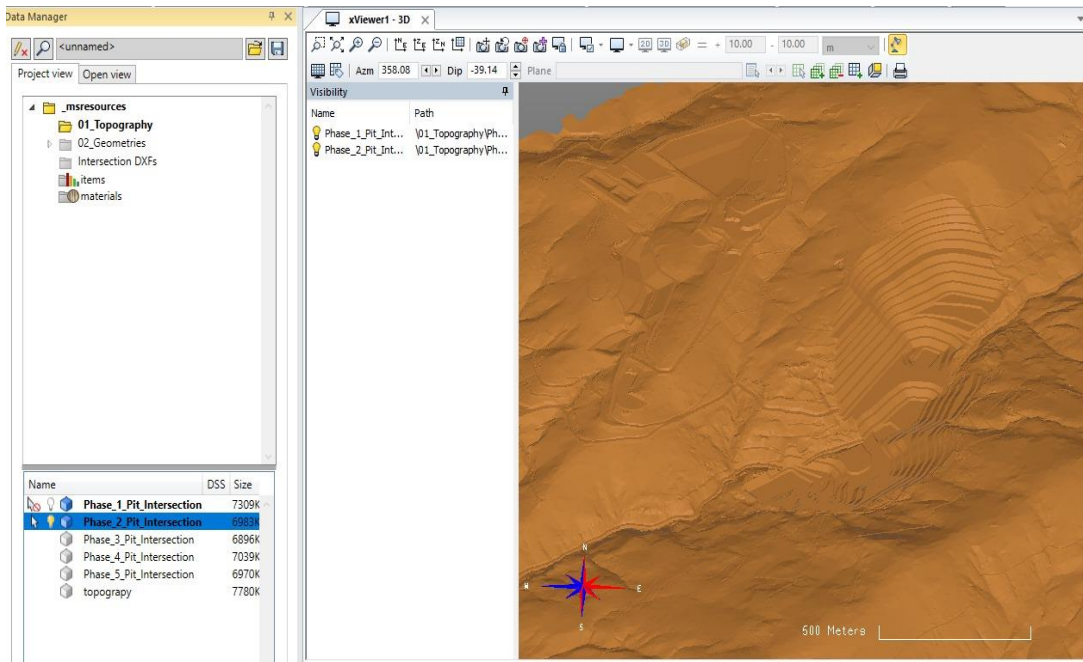 Data Manager
xViewer1 - 3D
<unnamed>
+ 10.00 - 10.00 m
Project view Open view
Azm 358.08 Dip -39.14 Plane
Visibility
Name Path
Phase_1_Pit_Int... \01_Topography\Ph...
Phase_2_Pit_Int... \01_Topography\Ph...
_msresources
01_Topography
02_Geometries
Intersection DXFs
items
materials
Name DSS Size
Phase_1_Pit_Intersection 7309K
Phase_2_Pit_Intersection 6983K
Phase_3_Pit_Intersection 6896K
Phase_4_Pit_Intersection 7039K
Phase_5_Pit_Intersection 6970K
topograpy 7780K
N
W E
S
500 Meters